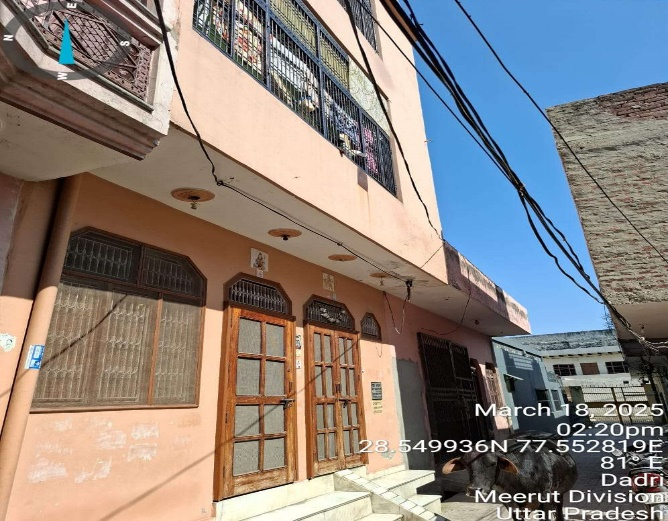 N
E
S
W
March 18, 2025
02:20pm
28.549936N 77.552819E
81° E
Dadri
Meerut Division
Uttar Pradesh